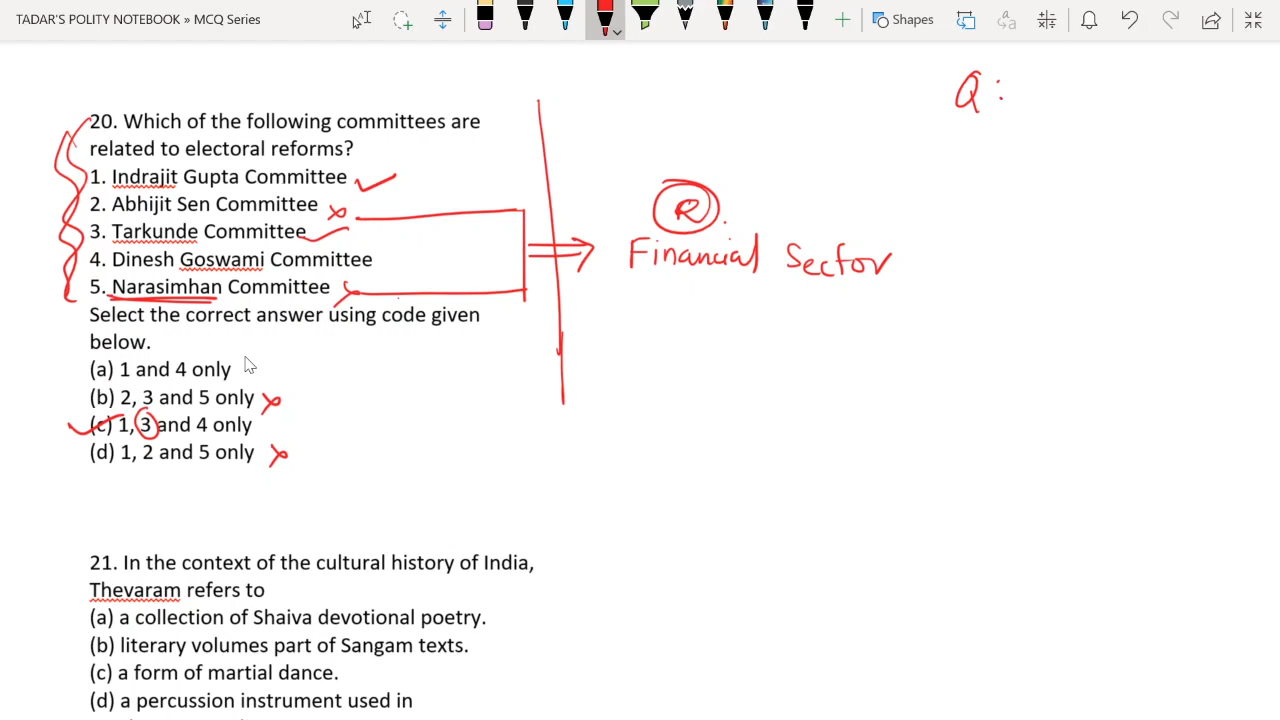 TADAR'S POLITY NOTEBOOK » MCQ Series
Shapes
Q:
20. Which of the following committees are
related to electoral reforms?
1. Indrajit Gupta Committee
2. Abhijit Sen Committee
3. Tarkunde Committee
4. Dinesh Goswami Committee
5. Narasimhan Committee
Select the correct answer using code given
below.
(a) 1 and 4 only
(b) 2, 3 and 5 only
(c) 1, 3 and 4 only
(d) 1, 2 and 5 only
R
Financial Sector
21. In the context of the cultural history of India,
Thevaram refers to
(a) a collection of Shaiva devotional poetry.
(b) literary volumes part of Sangam texts.
(c) a form of martial dance.
(d) a percussion instrument used in